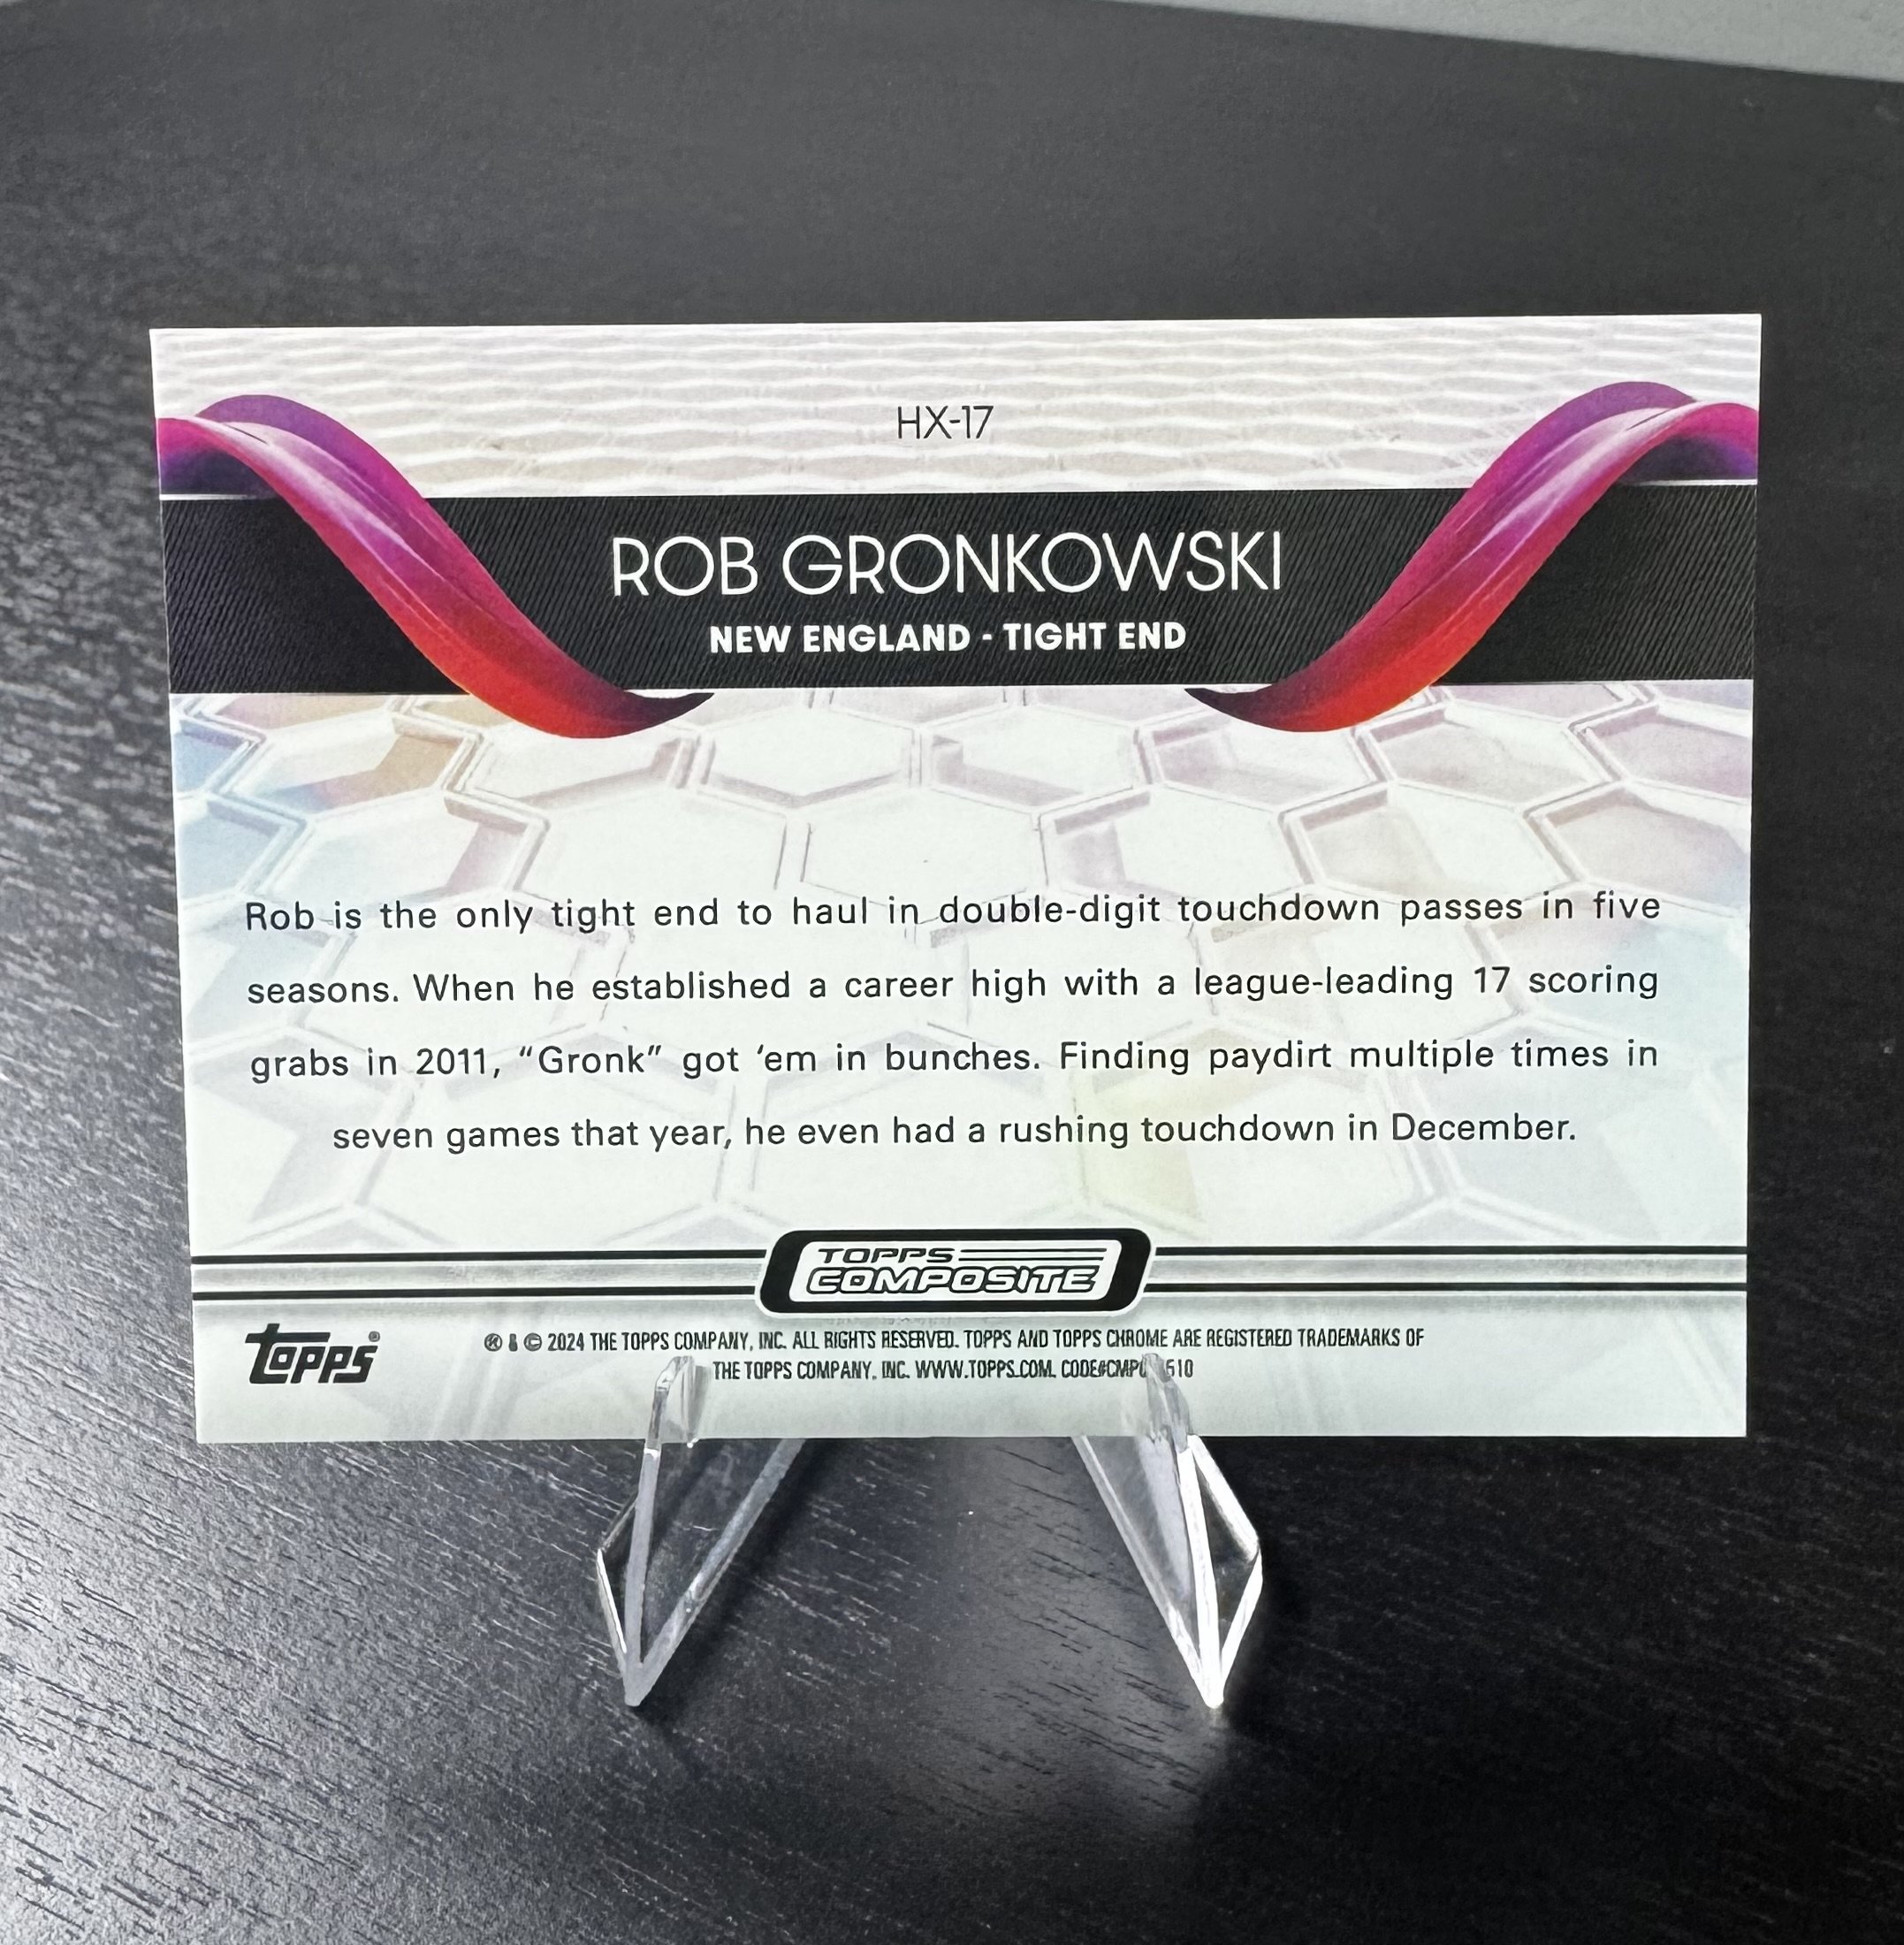 HX-17
ROB GRONKOWSKI
NEW ENGLAND - TIGHT END
Rob is the only tight end to haul in double-digit touchdown passes in five
seasons. When he established a career high with a league-leading 17 scoring
grabs in 2011, “Gronk” got ‘em in bunches. Finding paydirt multiple times in
seven games that year, he even had a rushing touchdown in December.
TOPPS
COMPOSITE
Topps®
® & © 2024 THE TOPPS COMPANY, INC. ALL RIGHTS RESERVED. TOPPS AND TOPPS CHROME ARE REGISTERED TRADEMARKS OF
THE TOPPS COMPANY, INC. WWW.TOPPS.COM.